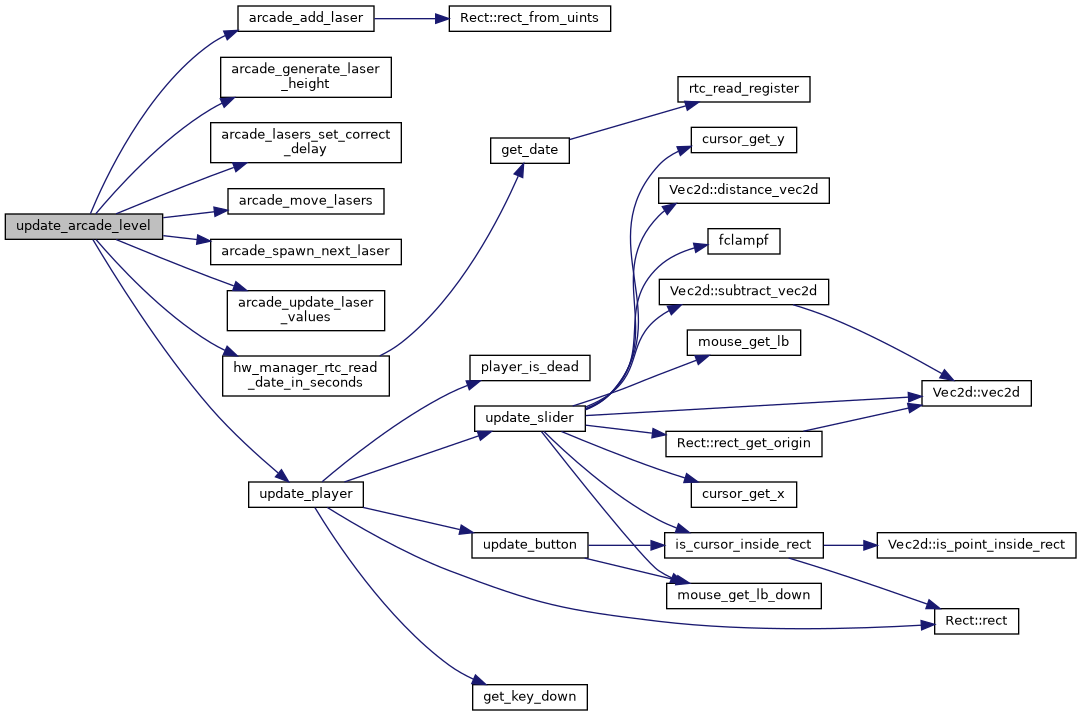 update_arcade_level
arcade_add_laser
arcade_generate_laser
_height
arcade_lasers_set_correct
_delay
arcade_move_lasers
arcade_spawn_next_laser
arcade_update_laser
_values
hw_manager_rtc_read
_date_in_seconds
update_player
Rect::rect_from_uints
get_date
player_is_dead
update_slider
update_button
get_key_down
rtc_read_register
cursor_get_y
Vec2d::distance_vec2d
fclampf
Vec2d::subtract_vec2d
mouse_get_lb
Rect::rect_get_origin
cursor_get_x
is_cursor_inside_rect
mouse_get_lb_down
Vec2d::vec2d
Vec2d::is_point_inside_rect
Rect::rect